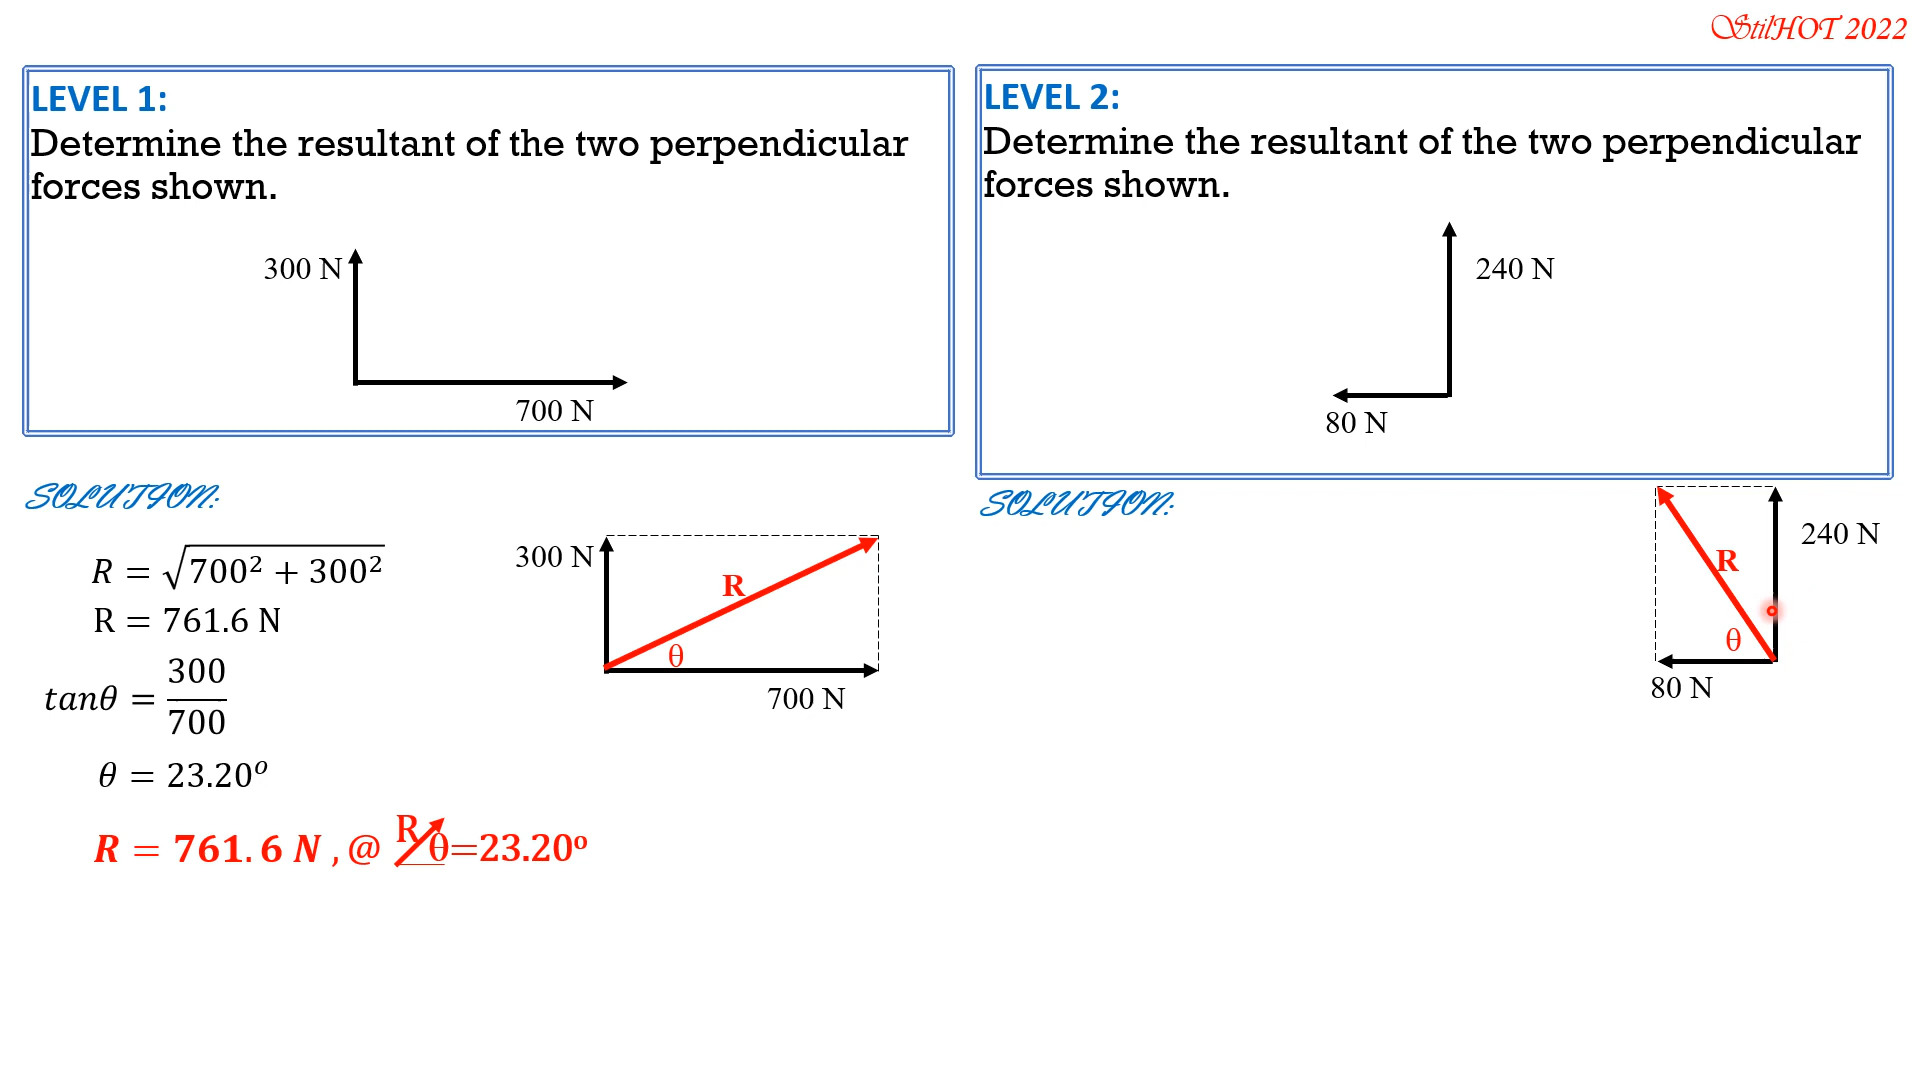 StilHOT 2022
LEVEL 1:
Determine the resultant of the two perpendicular
forces shown.
300 N
700 N
SOLUTION:
R = √700² + 300²
R = 761.6 N
tanθ = 300/700
θ = 23.20°
R = 761.6 N , @ R θ=23.20°
300 N
R
θ
700 N
LEVEL 2:
Determine the resultant of the two perpendicular
forces shown.
240 N
80 N
SOLUTION:
240 N
R
θ
80 N